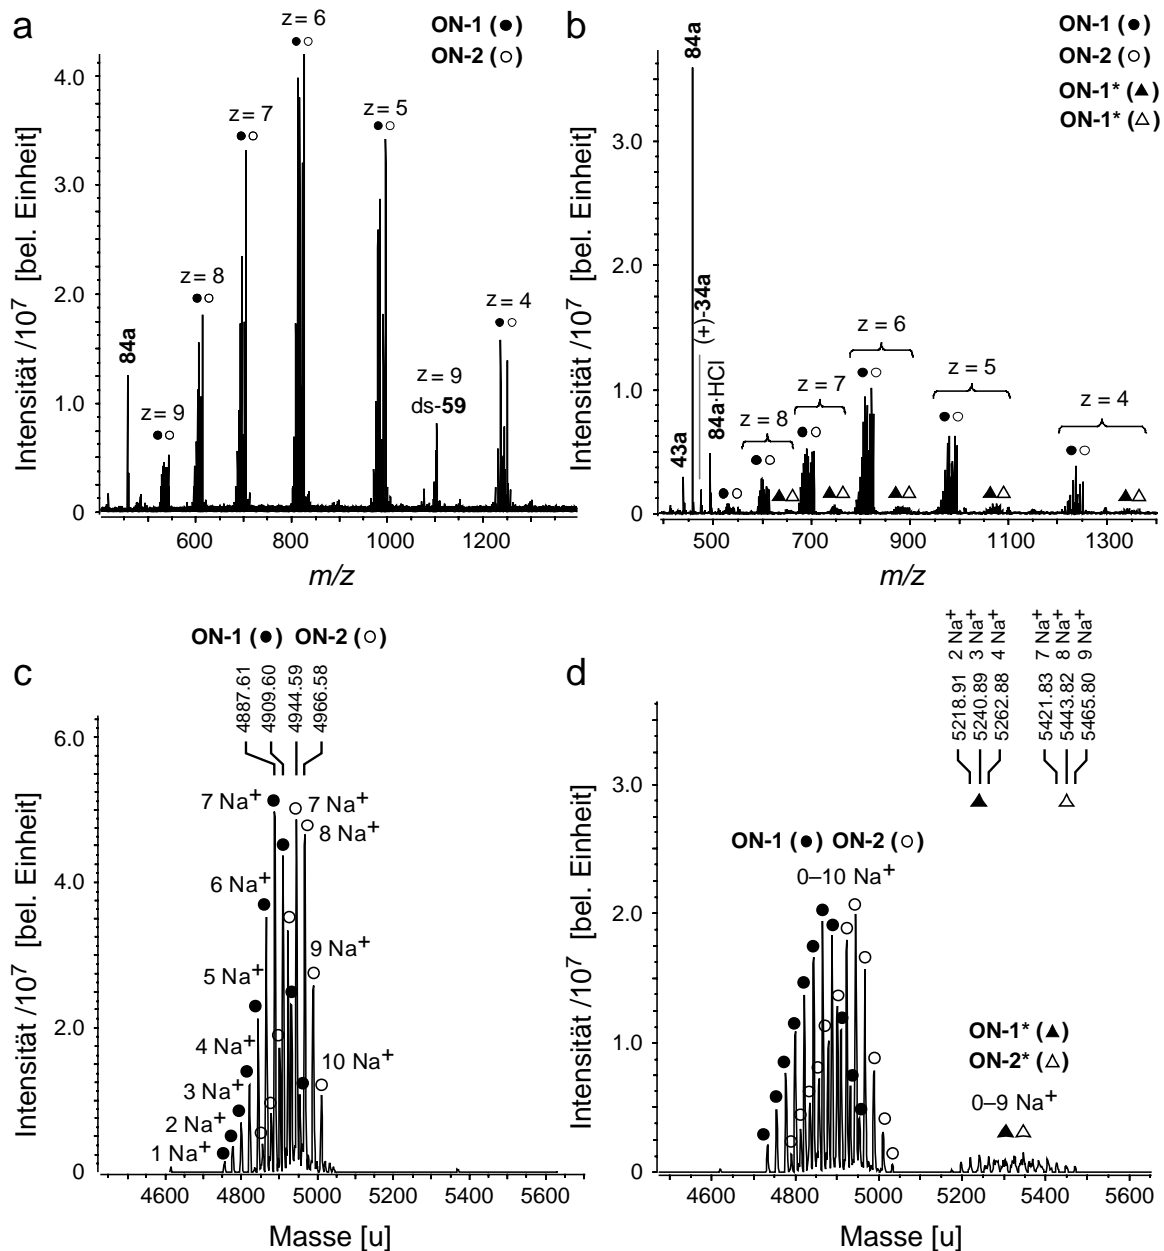 a
ON-1 (●)
ON-2 (○)
z = 6
z = 7
z = 5
z = 8
z = 4
z = 9
z = 9
ds-59
84a
4.0
3.0
2.0
1.0
0
Intensität /10⁷ [bel. Einheit]
600 800 1000 1200
m/z
b
ON-1 (●)
ON-2 (○)
ON-1* (▲)
ON-1* (△)
84a
(+)-34a
84a·HCl
43a
z = 6
z = 5
z = 7
z = 4
z = 8
3.0
2.0
1.0
0
Intensität /10⁷ [bel. Einheit]
500 700 900 1100 1300
m/z
c
ON-1 (●) ON-2 (○)
4887.61
4909.60
4944.59
4966.58
6.0
4.0
2.0
0
7 Na⁺
7 Na⁺
8 Na⁺
6 Na⁺
9 Na⁺
5 Na⁺
4 Na⁺
10 Na⁺
3 Na⁺
2 Na⁺
1 Na⁺
Intensität /10⁷ [bel. Einheit]
4600 4800 5000 5200 5400 5600
Masse [u]
d
5218.91 2 Na⁺
5240.89 3 Na⁺
5262.88 4 Na⁺
5421.83 7 Na⁺
5443.82 8 Na⁺
5465.80 9 Na⁺
ON-1 (●) ON-2 (○)
0–10 Na⁺
ON-1* (▲)
ON-2* (△)
0–9 Na⁺
3.0
2.0
1.0
0
Intensität /10⁷ [bel. Einheit]
4600 4800 5000 5200 5400 5600
Masse [u]